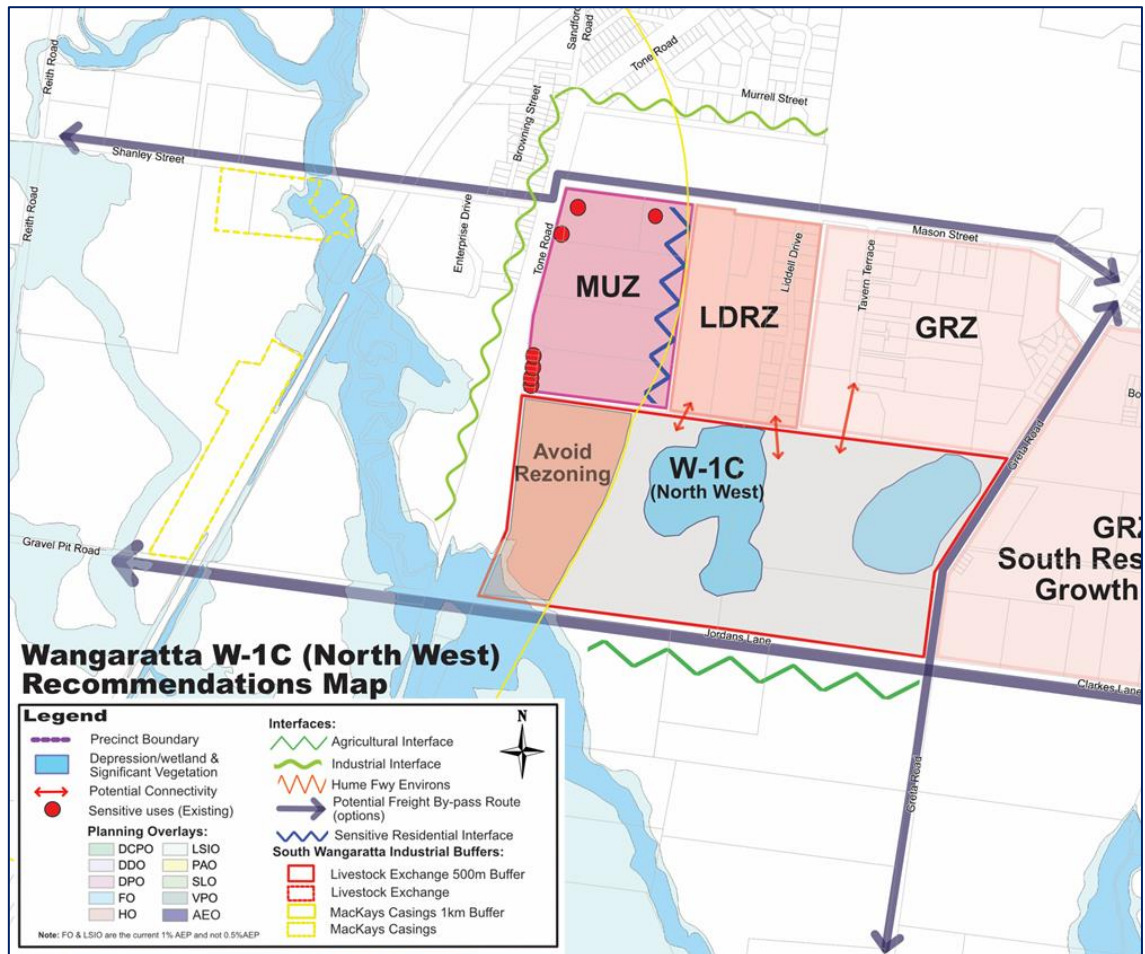 Sandford
Road
Tone Road
Murrell Street
Reith Road
Browning Street
Shanley Street
Reith Road
Enterprise Drive
Tone Road
Mason Street
Liddell Drive
Tavern Terrace
MUZ
LDRZ
GRZ
Bo
Greta Road
Avoid
Rezoning
W-1C
(North West)
GRZ
South Res
Growth
Gravel Pit Road
Jordans Lane
Clarkes Lane
Greta Road
Wangaratta W-1C (North West)
Recommendations Map
Legend
Precinct Boundary
Depression/wetland &
Significant Vegetation
Potential Connectivity
Sensitive uses (Existing)
Planning Overlays:
DCPO LSIO
DDO PAO
DPO SLO
FO VPO
HO AEO
Note: FO & LSIO are the current 1% AEP and not 0.5%AEP
N
Interfaces:
Agricultural Interface
Industrial Interface
Hume Fwy Environs
Potential Freight By-pass Route
(options)
Sensitive Residential Interface
South Wangaratta Industrial Buffers:
Livestock Exchange 500m Buffer
Livestock Exchange
MacKays Casings 1km Buffer
MacKays Casings